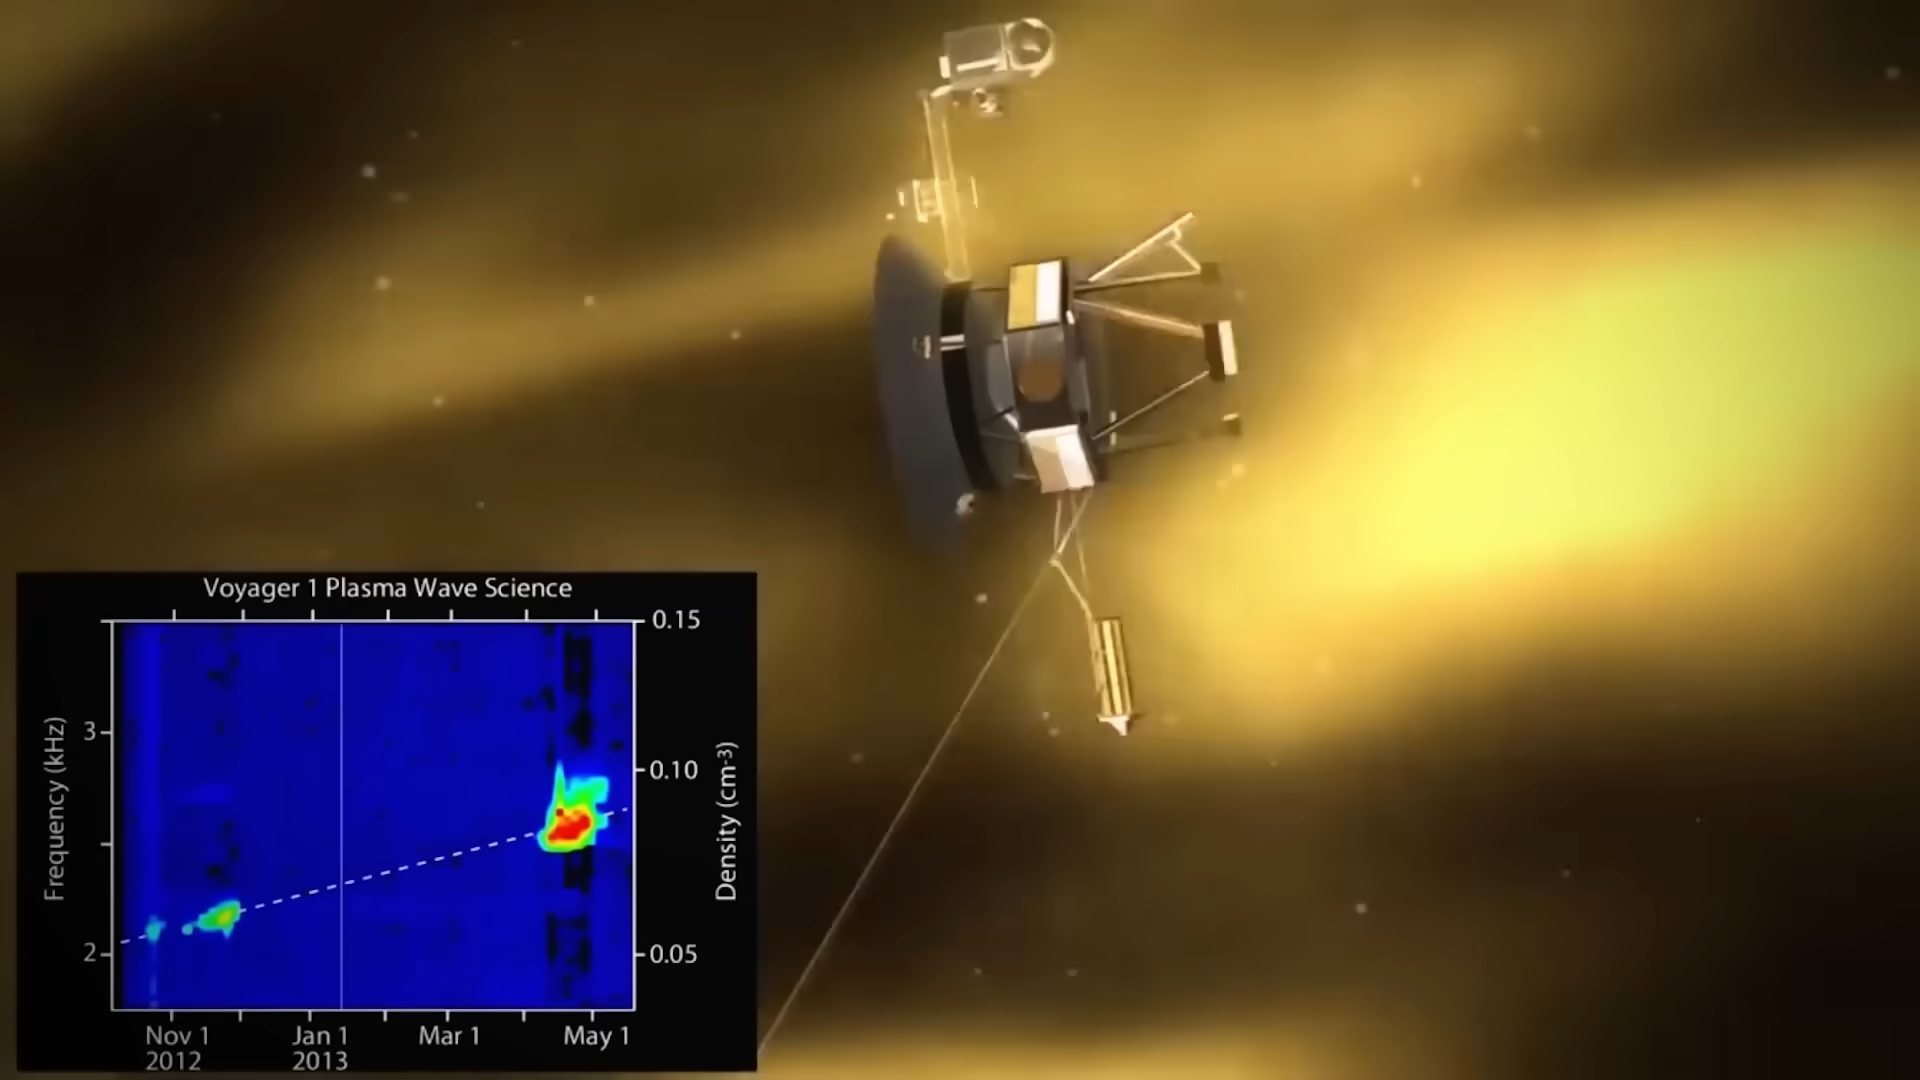 Voyager 1 Plasma Wave Science
0.15
3
Frequency (kHz)
0.10
Density (cm-3)
2
0.05
Nov 1 Jan 1 Mar 1 May 1
2012 2013